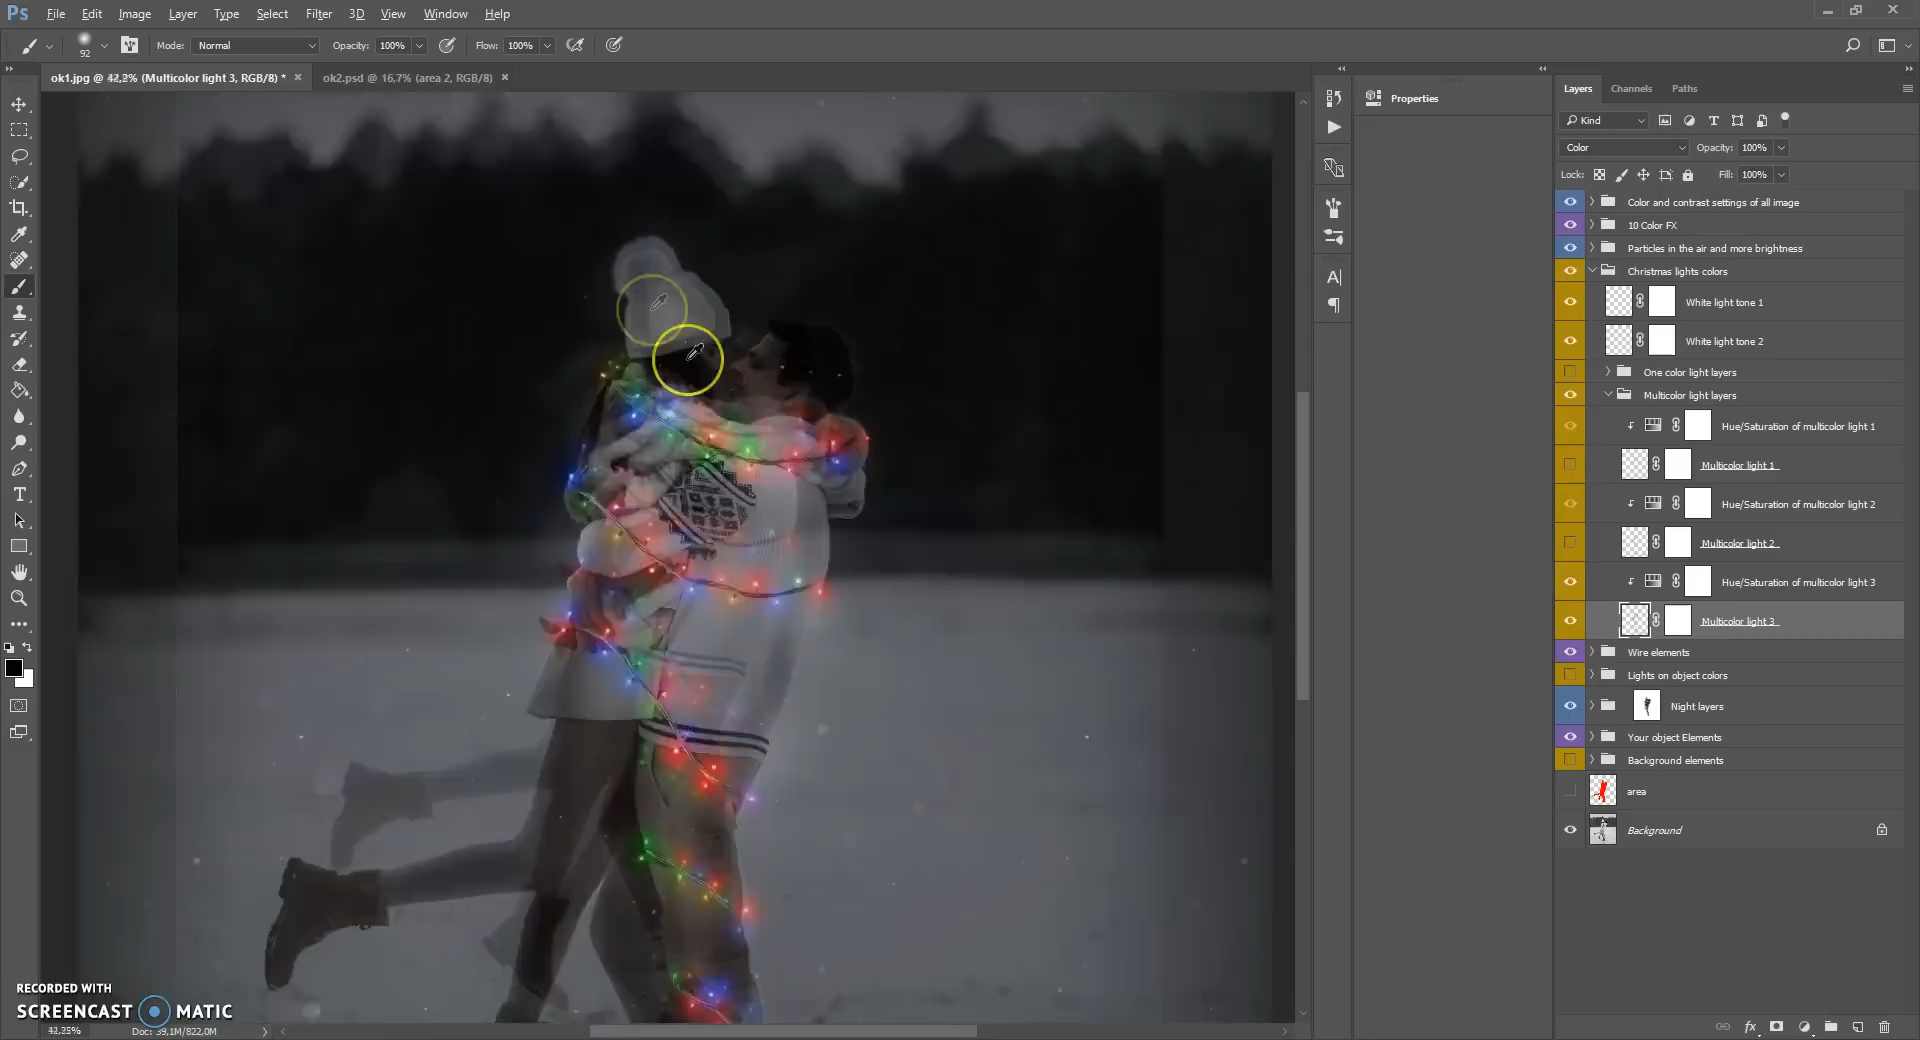 Ps File Edit Image Layer Type Select Filter 3D View Window Help
92 Mode: Normal Opacity: 100% Flow: 100%
ok1.jpg @ 42,2% (Multicolor light 3, RGB/8) * × ok2.psd @ 16,7% (area 2, RGB/8) ×
Properties
Layers Channels Paths
Kind
Color Opacity: 100%
Lock: Fill: 100%
Color and contrast settings of all image
10 Color FX
Particles in the air and more brightness
Christmas lights colors
White light tone 1
White light tone 2
One color light layers
Multicolor light layers
Hue/Saturation of multicolor light 1
Multicolor light 1
Hue/Saturation of multicolor light 2
Multicolor light 2
Hue/Saturation of multicolor light 3
Multicolor light 3
Wire elements
Lights on object colors
Night layers
Your object Elements
Background elements
area
Background
RECORDED WITH
SCREENCAST MATIC
42,25% Doc: 39,1M/822,0M